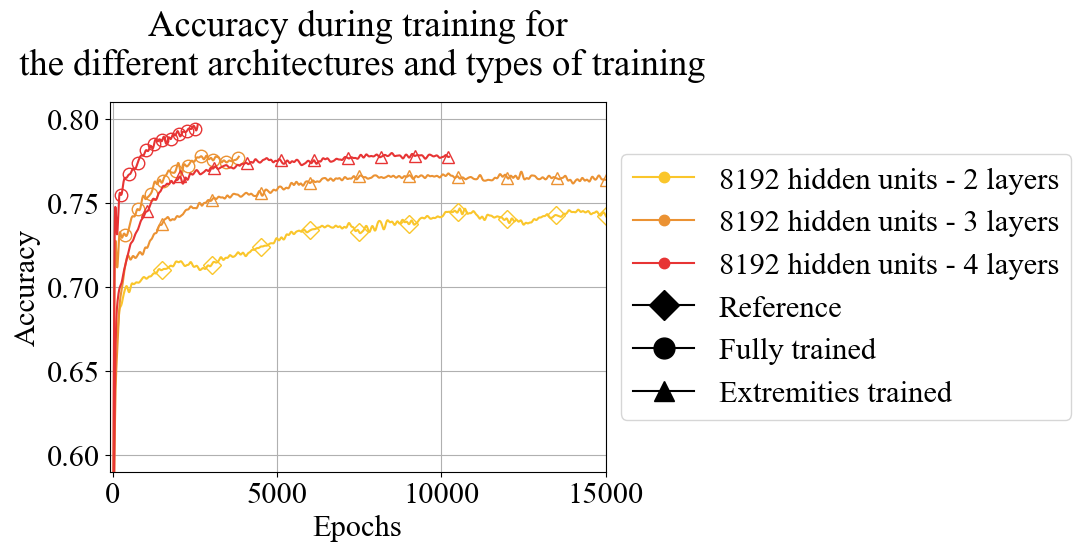 Accuracy during training for
the different architectures and types of training
0.80
0.75
0.70
0.65
0.60
Accuracy
0
5000
10000
15000
Epochs
8192 hidden units - 2 layers
8192 hidden units - 3 layers
8192 hidden units - 4 layers
Reference
Fully trained
Extremities trained